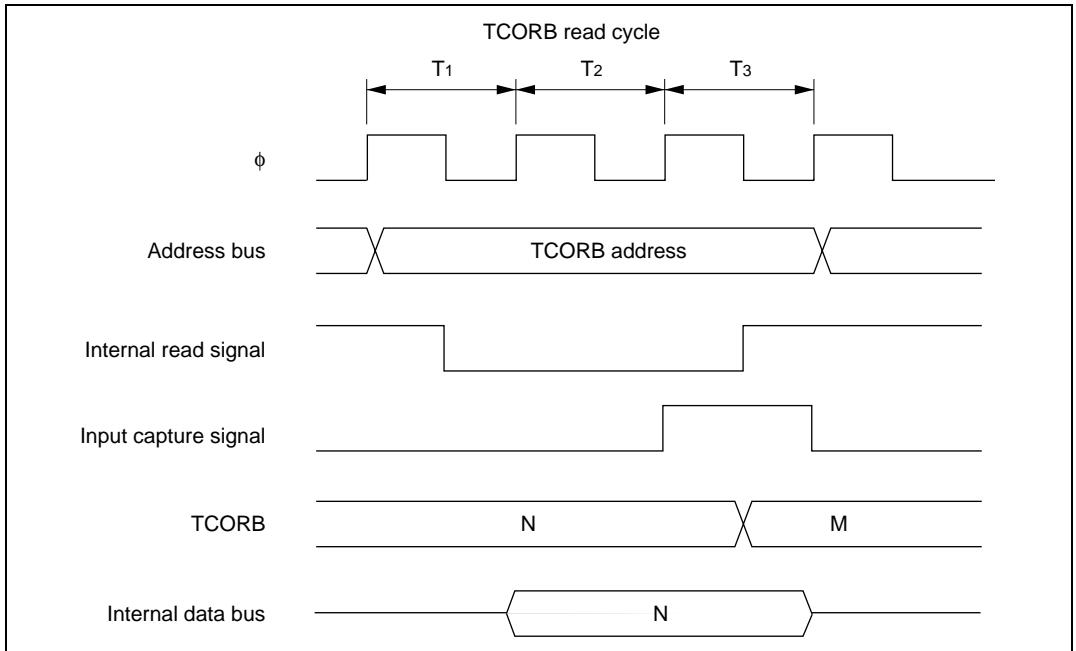 TCORB read cycle
T1 T2 T3
ϕ
Address bus TCORB address
Internal read signal
Input capture signal
TCORB N M
Internal data bus N